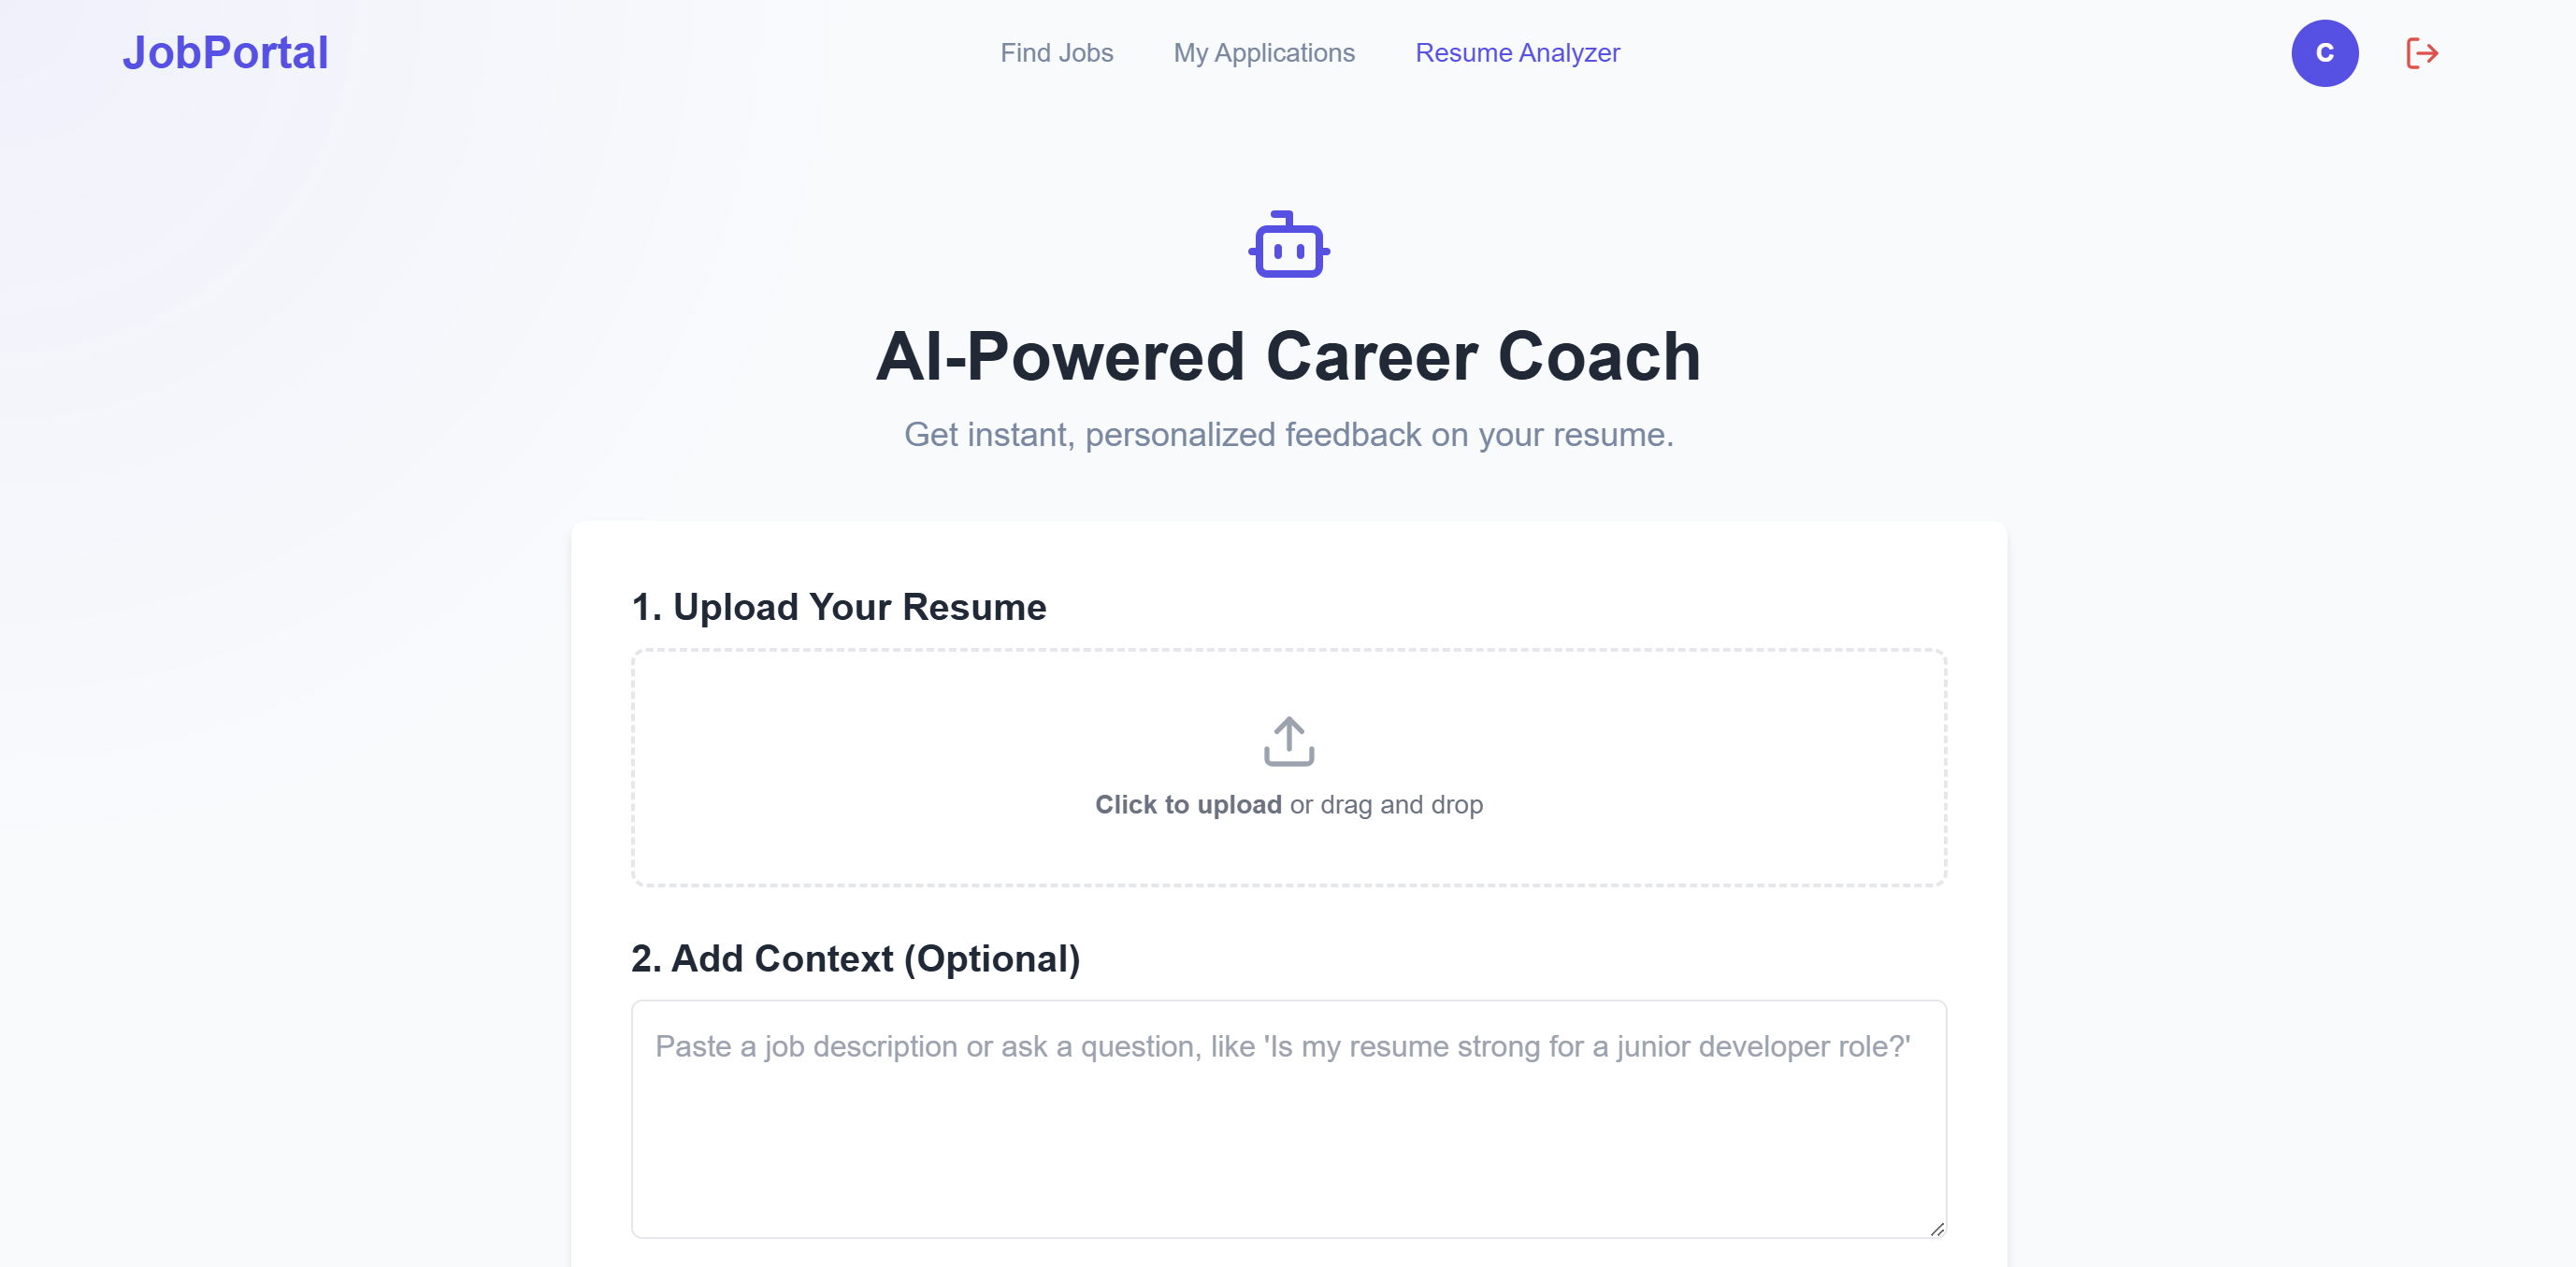 JobPortal
Find Jobs
My Applications
Resume Analyzer
C
AI-Powered Career Coach
Get instant, personalized feedback on your resume.
1. Upload Your Resume
Click to upload or drag and drop
2. Add Context (Optional)
Paste a job description or ask a question, like 'Is my resume strong for a junior developer role?'